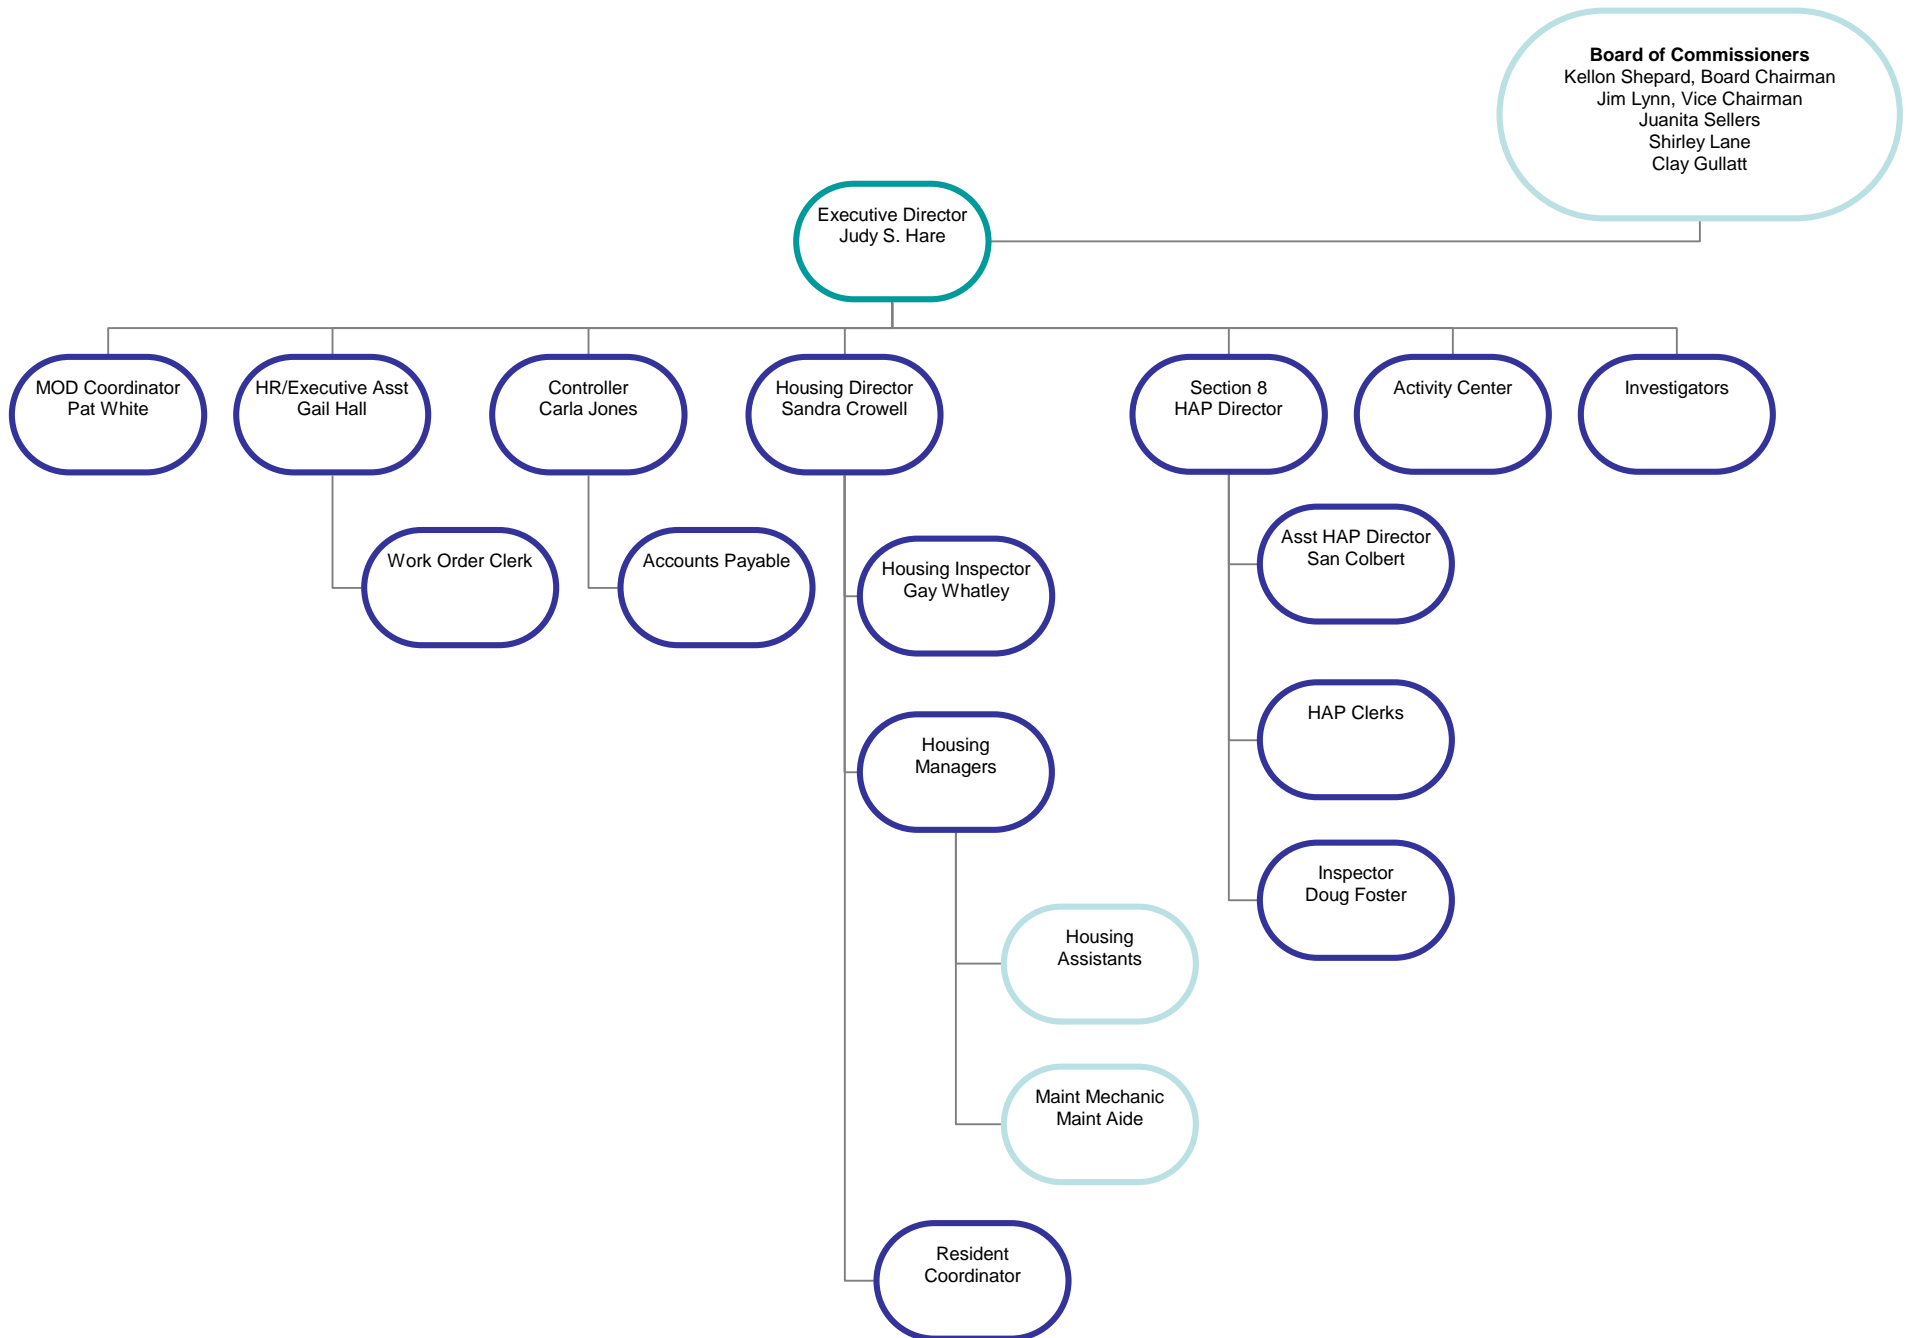 Board of Commissioners
Kellon Shepard, Board Chairman
Jim Lynn, Vice Chairman
Juanita Sellers
Shirley Lane
Clay Gullatt
Executive Director
Judy S. Hare
MOD Coordinator
Pat White
HR/Executive Asst
Gail Hall
Controller
Carla Jones
Housing Director
Sandra Crowell
Section 8
HAP Director
Activity Center
Investigators
Work Order Clerk
Accounts Payable
Housing Inspector
Gay Whatley
Asst HAP Director
San Colbert
Housing
Managers
HAP Clerks
Inspector
Doug Foster
Housing
Assistants
Maint Mechanic
Maint Aide
Resident
Coordinator